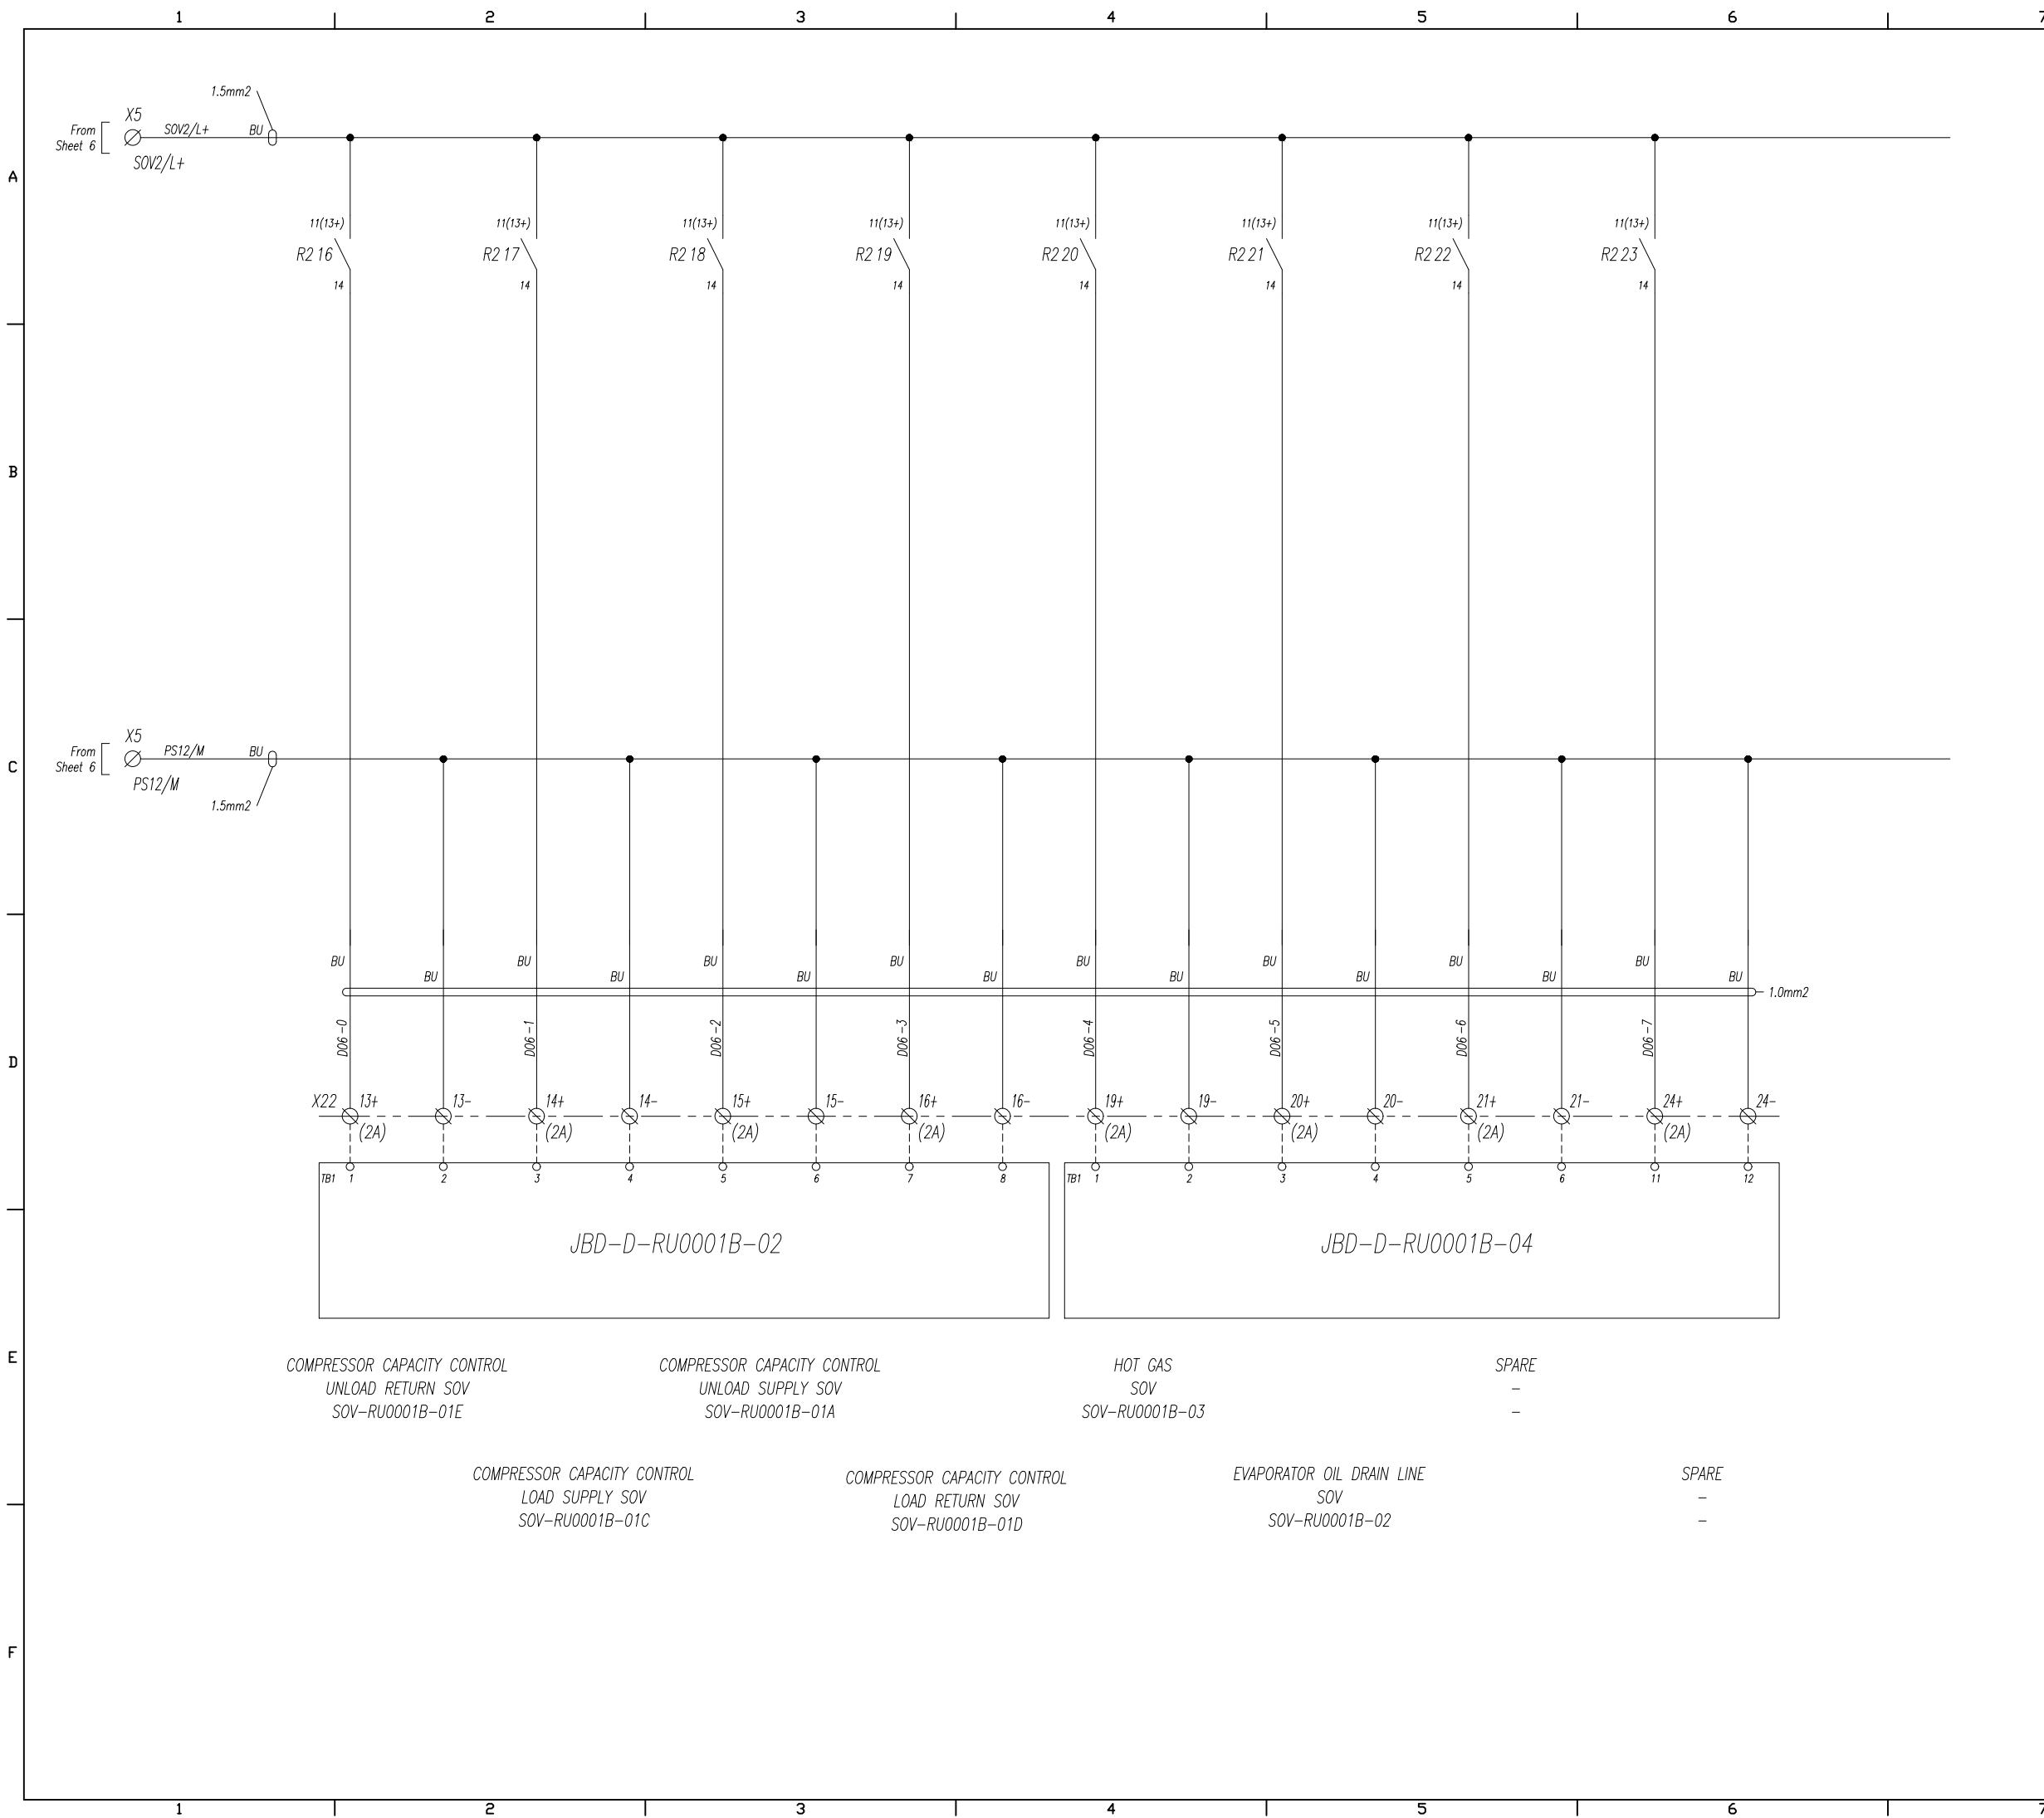 1 2 3 4 5 6 7
1.5mm2
X5
From
Sheet 6
SOV2/L+ BU
SOV2/L+
A
11(13+) 11(13+) 11(13+) 11(13+) 11(13+) 11(13+) 11(13+) 11(13+)
R2 16 R2 17 R2 18 R2 19 R2 20 R2 21 R2 22 R2 23
14 14 14 14 14 14 14 14
B
X5
From
Sheet 6
PS12/M BU
C
PS12/M
1.5mm2
BU BU BU BU BU BU BU BU
BU BU BU BU BU BU BU BU
1.0mm2
DO6-0 DO6-1 DO6-2 DO6-3 DO6-4 DO6-5 DO6-6 DO6-7
D
X22 13+ 13- 14+ 14- 15+ 15- 16+ 16- 19+ 19- 20+ 20- 21+ 21- 24+ 24-
(2A) (2A) (2A) (2A) (2A) (2A) (2A) (2A)
TB1 1 2 3 4 5 6 7 8 TB1 1 2 3 4 5 6 11 12
JBD-D-RU0001B-02 JBD-D-RU0001B-04
E
COMPRESSOR CAPACITY CONTROL
UNLOAD RETURN SOV
SOV-RU0001B-01E
COMPRESSOR CAPACITY CONTROL
UNLOAD SUPPLY SOV
SOV-RU0001B-01A
HOT GAS
SOV
SOV-RU0001B-03
SPARE
-
-
COMPRESSOR CAPACITY CONTROL
LOAD SUPPLY SOV
SOV-RU0001B-01C
COMPRESSOR CAPACITY CONTROL
LOAD RETURN SOV
SOV-RU0001B-01D
EVAPORATOR OIL DRAIN LINE
SOV
SOV-RU0001B-02
SPARE
-
-
F
1 2 3 4 5 6 7